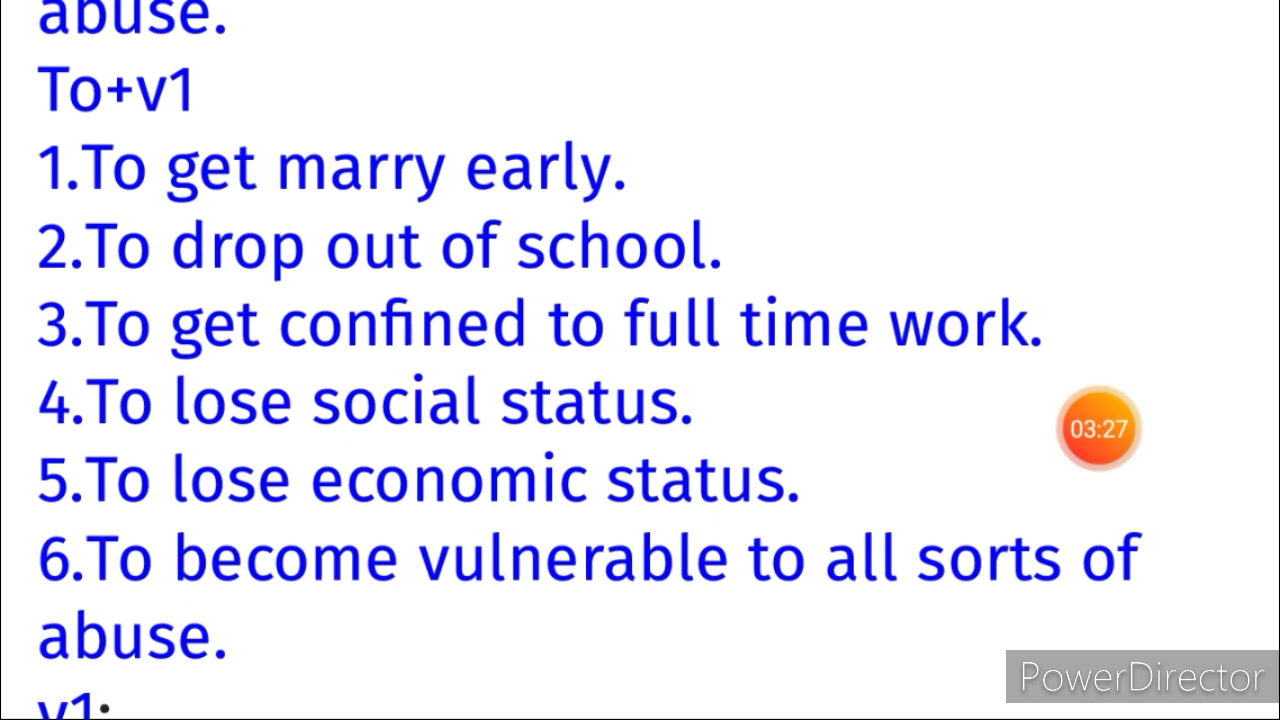 abuse.
To+v1
1.To get marry early.
2.To drop out of school.
3.To get confined to full time work.
4.To lose social status.
03:27
5.To lose economic status.
6.To become vulnerable to all sorts of
abuse.
PowerDirector
v1: